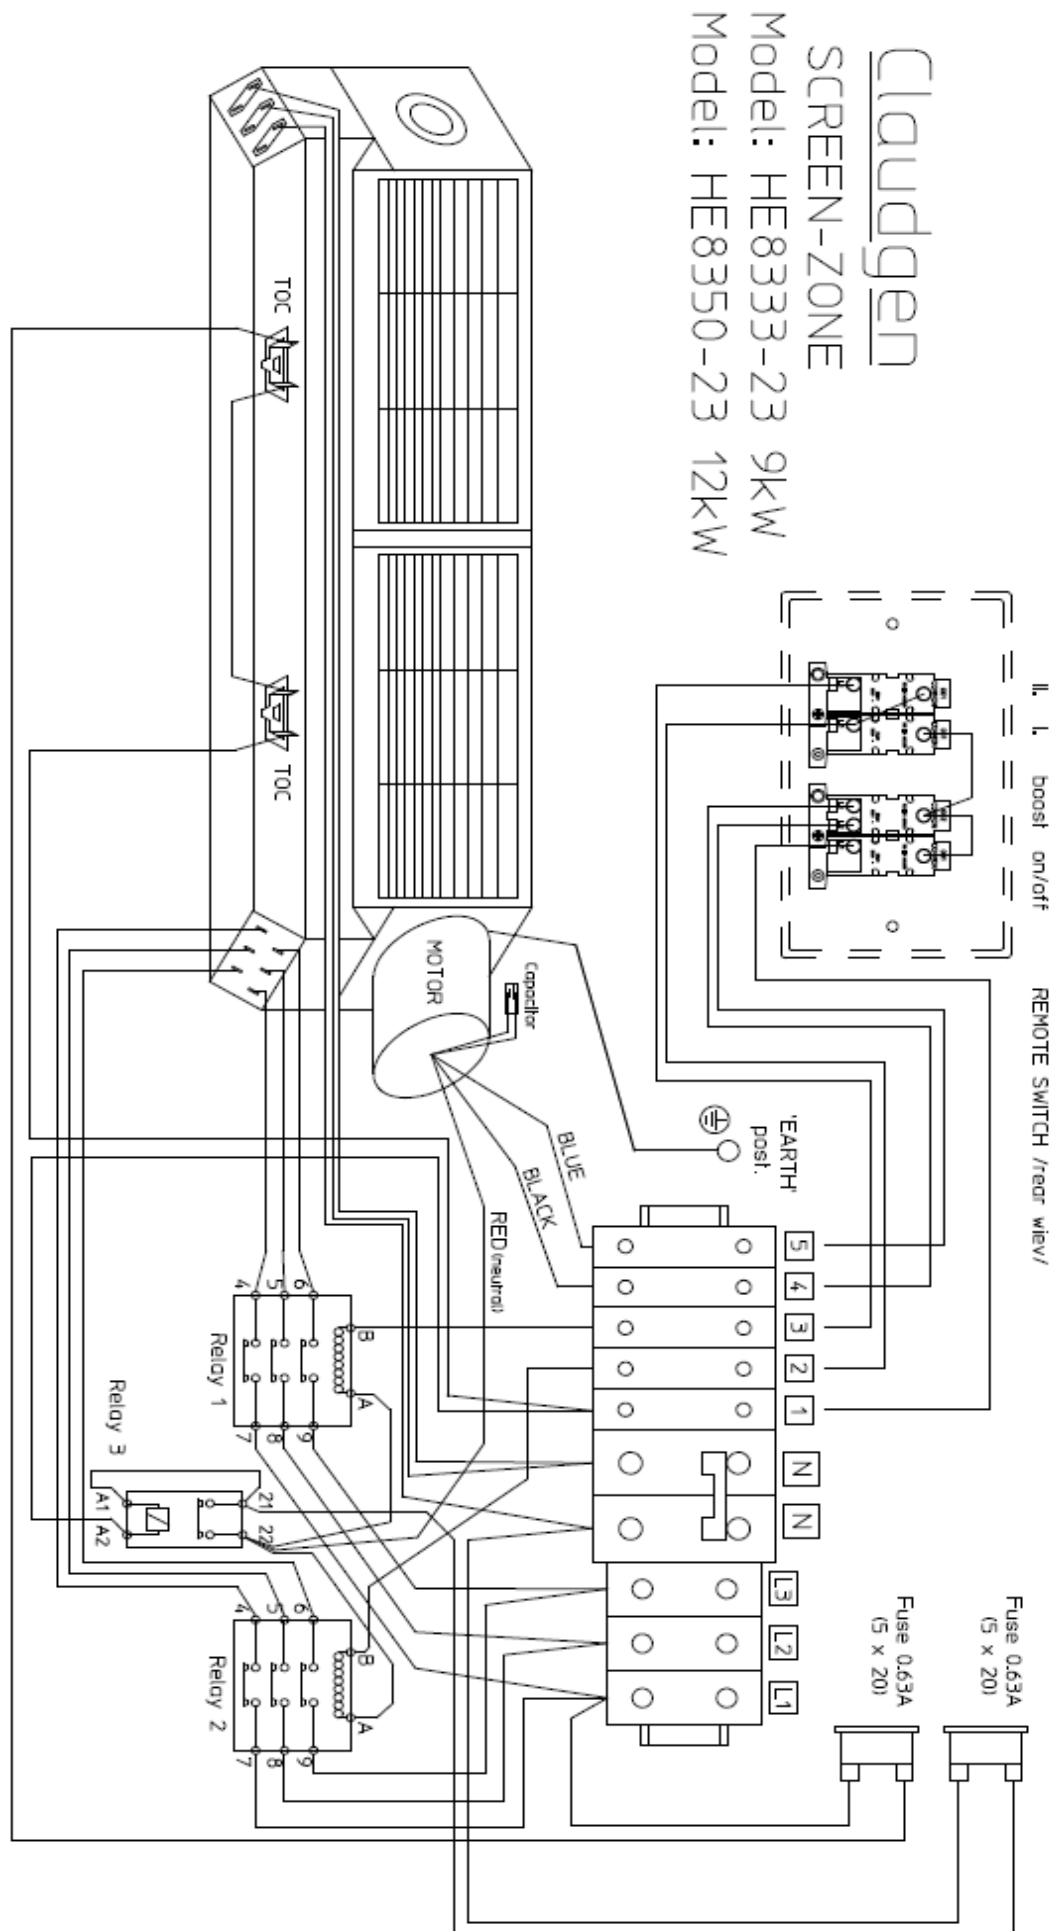 Claudgen
SCREEN-ZONE
Model: HE8333-23 9kW
Model: HE8350-23 12kW
II. I. boost on/off REMOTE SWITCH /rear wiev/
TOC
TOC
MOTOR
Capacitor
'EARTH'
post.
BLUE
BLACK
RED (neutral)
5
4
3
2
1
N
N
L3
L2
L1
Fuse 0.63A
(5 x 20)
Fuse 0.63A
(5 x 20)
4
5
6
B
A
Relay 1
7
8
9
Relay 3
A1
A2
21
22
4
5
6
B
A
Relay 2
7
8
9